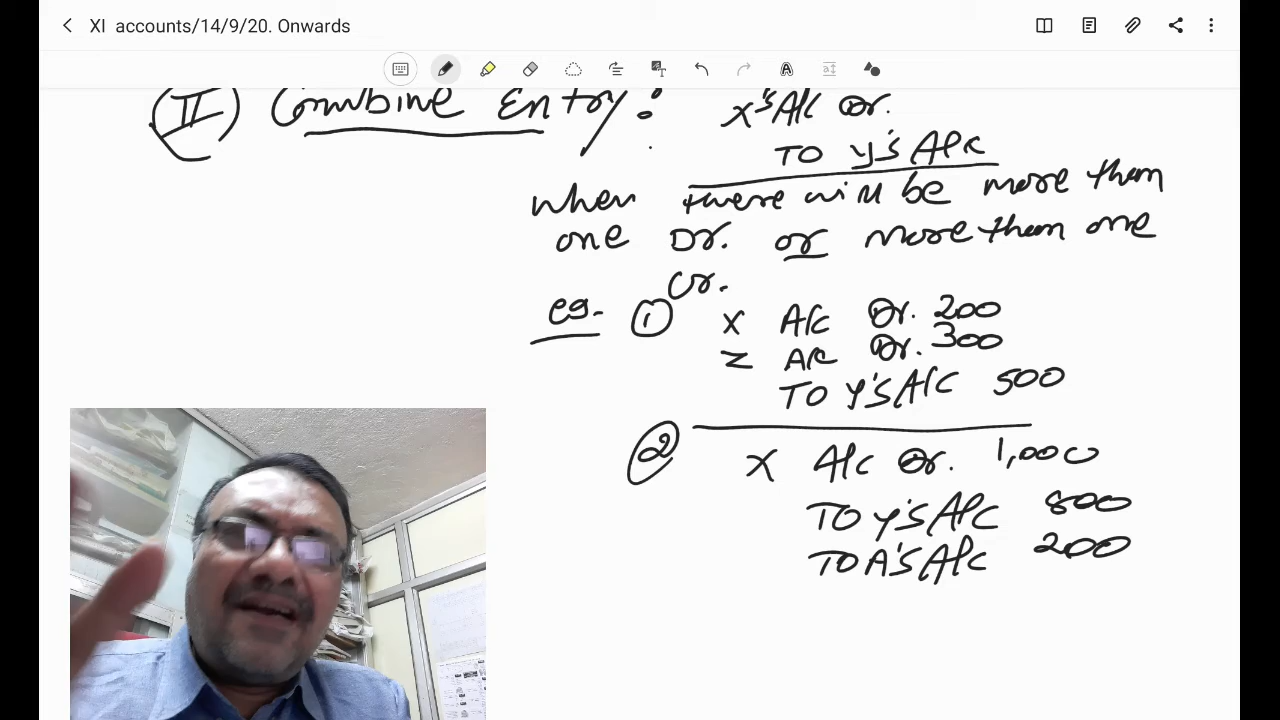 XI accounts/14/9/20. Onwards
(II) Combine Entry:
X's A/c Dr.
To Y's A/c
when there will be more than
one Dr. or more than one
Cr.
eg. ① X A/c Dr. 200
Z A/c Dr. 300
To Y's A/c 500
② X A/c Dr. 1,000
To Y's A/c 800
To A's A/c 200